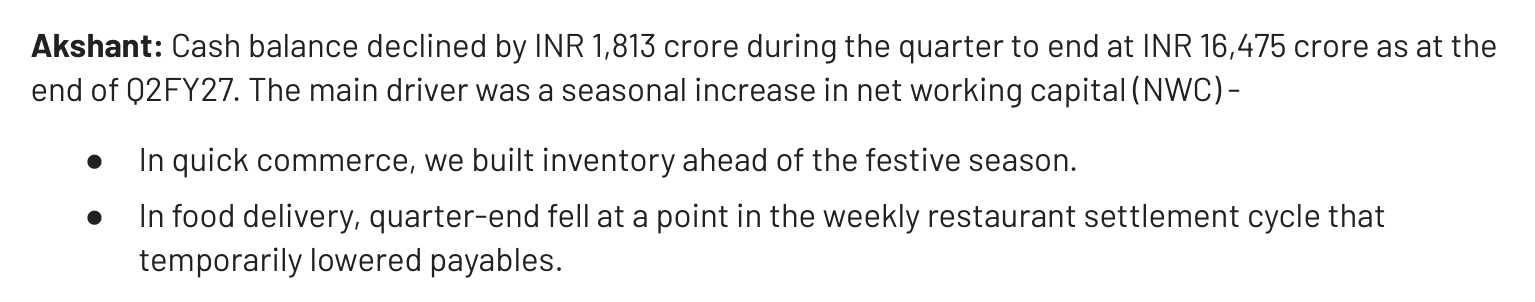 Akshant: Cash balance declined by INR 1,813 crore during the quarter to end at INR 16,475 crore as at the
end of Q2FY27. The main driver was a seasonal increase in net working capital (NWC) -
● In quick commerce, we built inventory ahead of the festive season.
● In food delivery, quarter-end fell at a point in the weekly restaurant settlement cycle that
temporarily lowered payables.